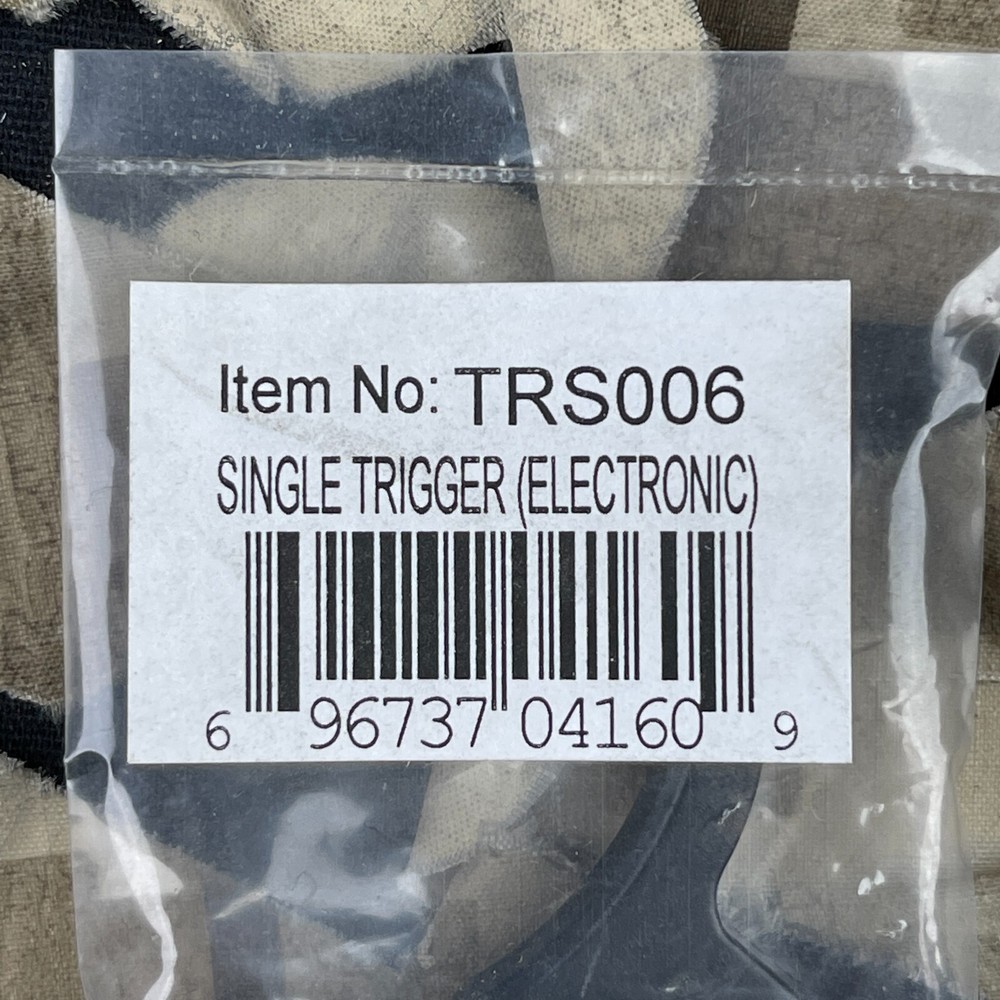 Item No: TRS006
SINGLE TRIGGER (ELECTRONIC)
6 96737 04160 9